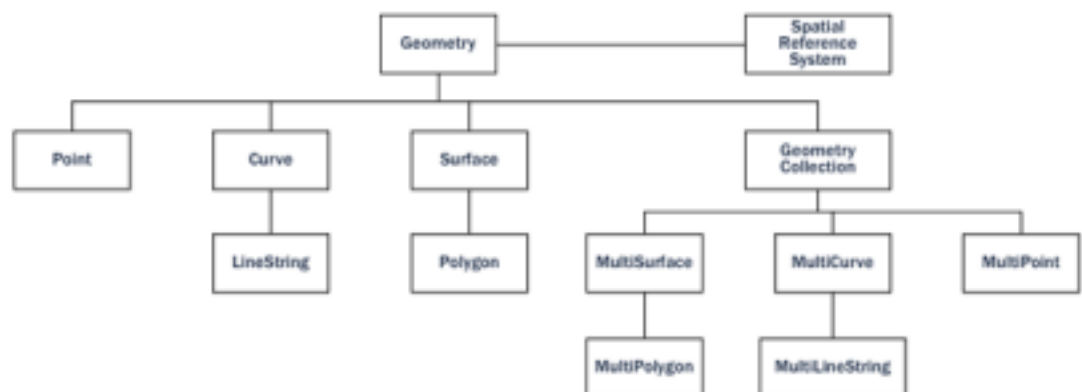 Geometry
Spatial
Reference
System
Point
Curve
Surface
Geometry
Collection
LineString
Polygon
MultiSurface
MultiCurve
MultiPoint
MultiPolygon
MultiLineString